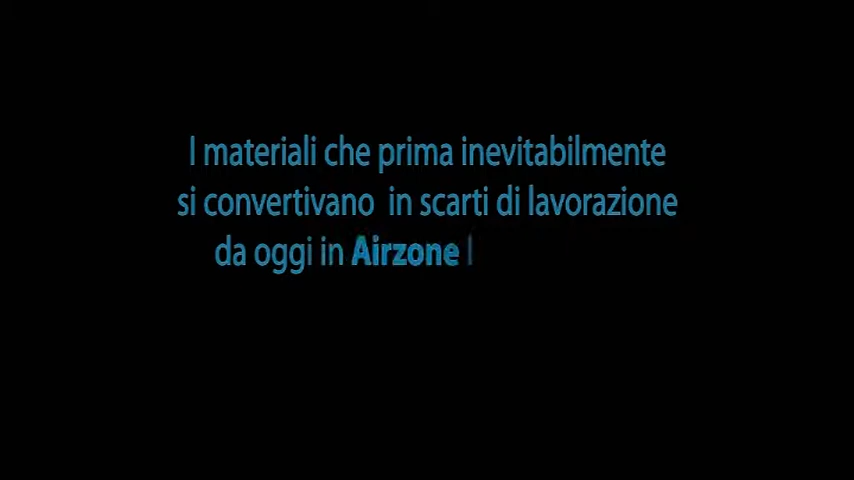 I materiali che prima inevitabilmente
si convertivano in scarti di lavorazione
da oggi in Airzone